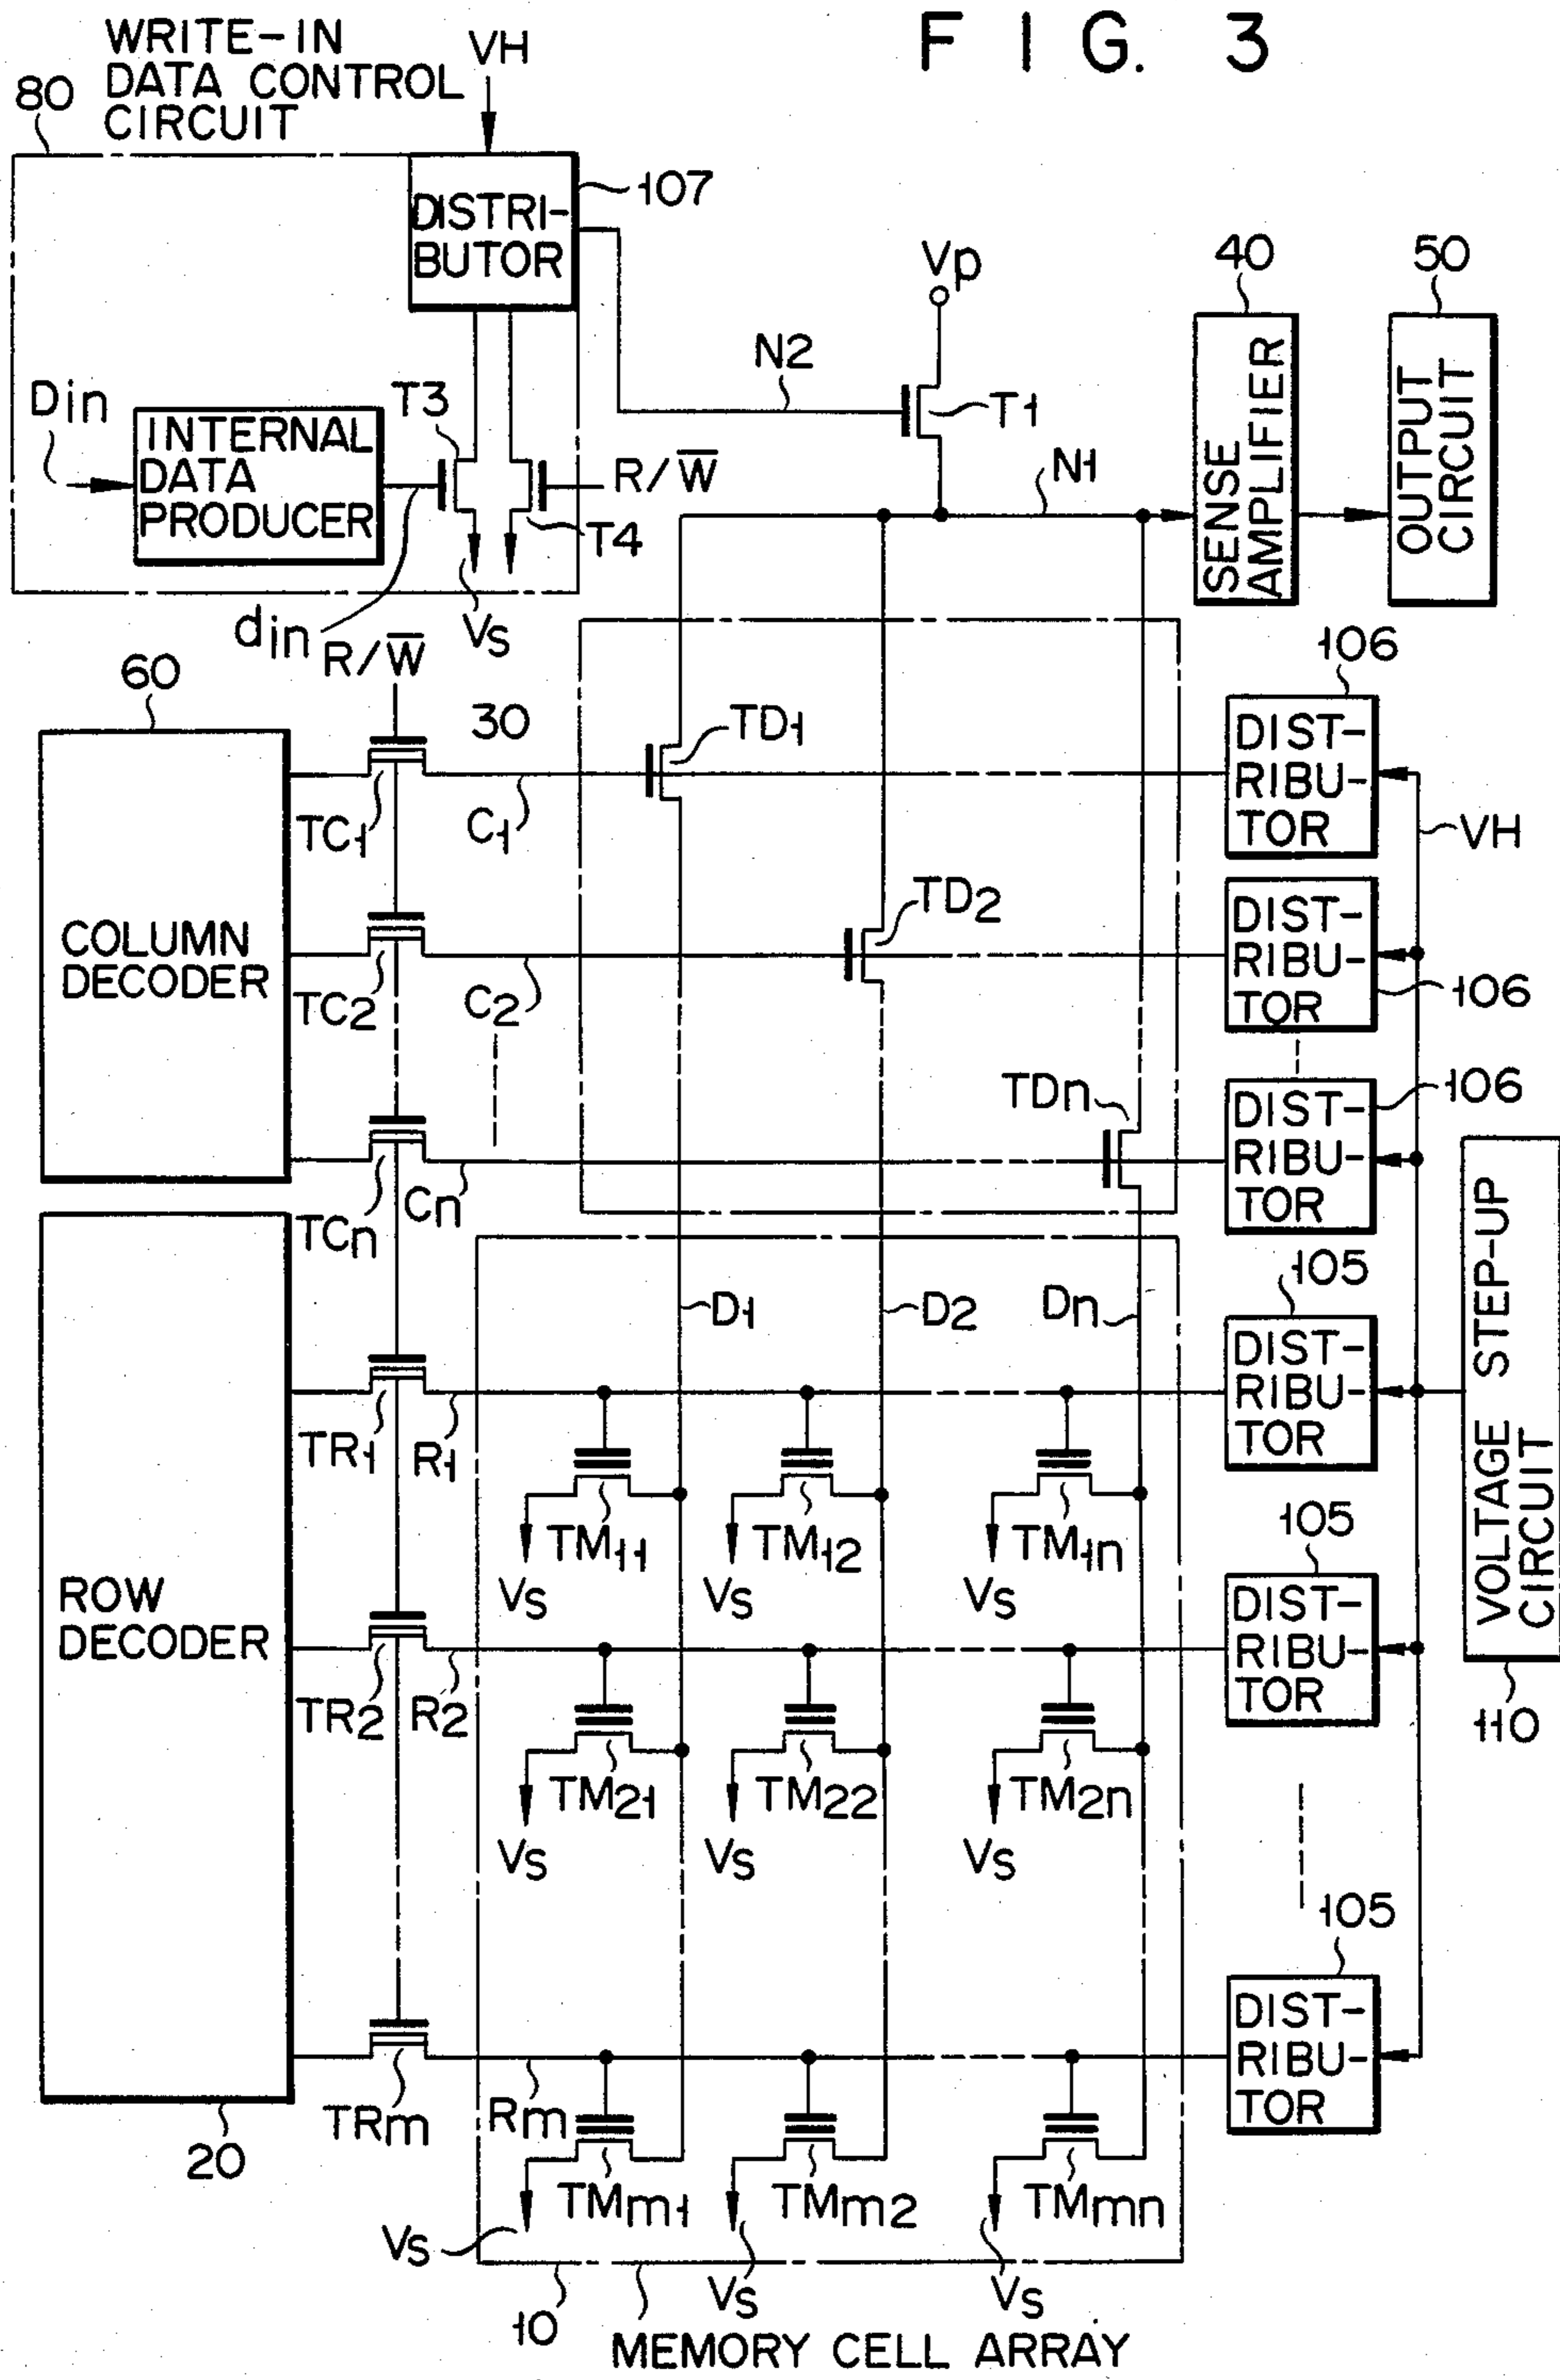 FIG. 3
WRITE-IN
DATA CONTROL
CIRCUIT
80
VH
DISTRI-
BUTOR
107
Vp
40
50
N2
T1
Din
INTERNAL
DATA
PRODUCER
T3
R/W̅
T4
N1
SENSE
AMPLIFIER
OUTPUT
CIRCUIT
din
Vs
R/W̅
60
30
106
COLUMN
DECODER
TC1
C1
TD1
DIST-
RIBU-
TOR
VH
TC2
C2
TD2
DIST-
RIBU-
TOR
106
TCn
Cn
TDn
DIST-
RIBU-
TOR
106
D1
D2
Dn
105
ROW
DECODER
TR1
R1
DIST-
RIBU-
TOR
VOLTAGE STEP-UP
CIRCUIT
110
TM11
TM12
TM1n
Vs
Vs
Vs
105
TR2
R2
DIST-
RIBU-
TOR
TM21
TM22
TM2n
Vs
Vs
Vs
105
TRm
Rm
DIST-
RIBU-
TOR
20
TMm1
TMm2
TMmn
Vs
Vs
Vs
10
MEMORY CELL ARRAY